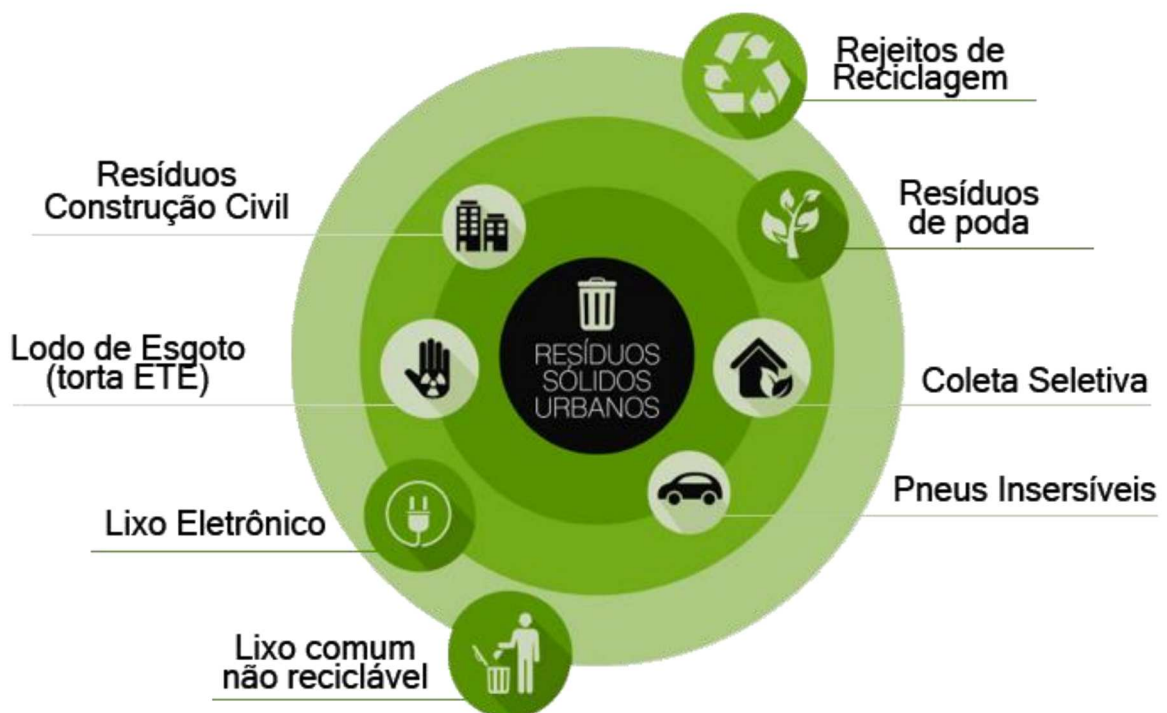 Rejeitos de
Reciclagem
Resíduos
Construção Civil
Resíduos
de poda
RESÍDUOS
SÓLIDOS
URBANOS
Lodo de Esgoto
(torta ETE)
Coleta Seletiva
Pneus Insersíveis
Lixo Eletrônico
Lixo comum
não reciclável